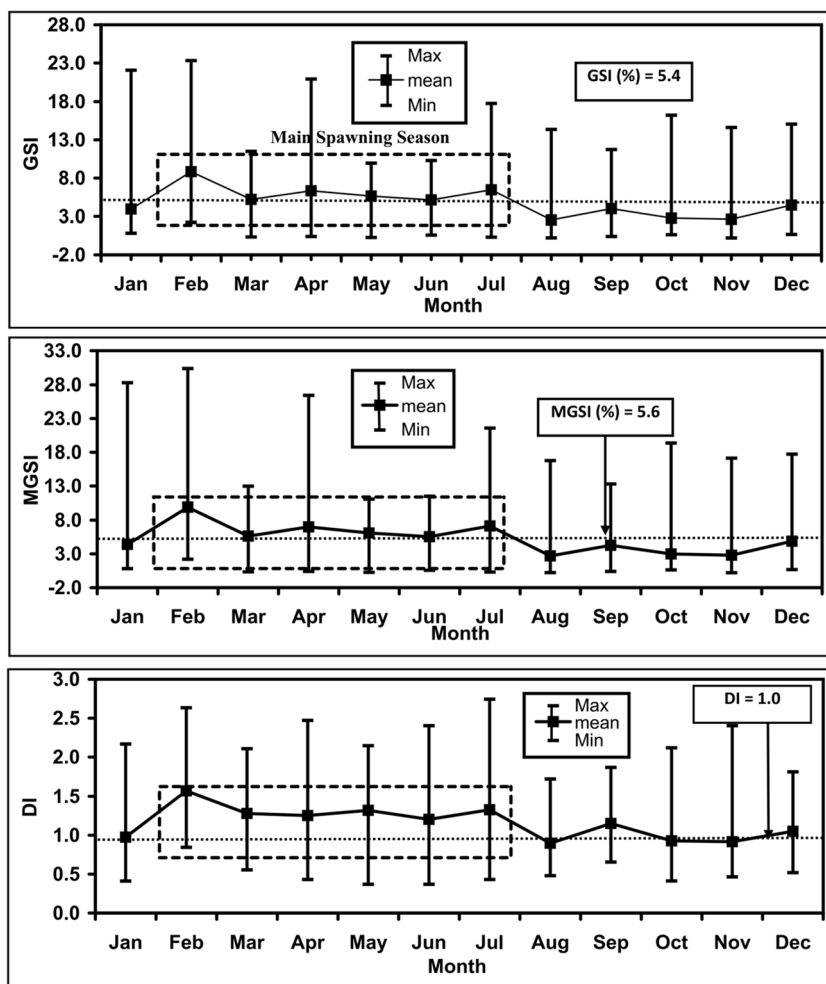 28.0
23.0
18.0
13.0
8.0
3.0
-2.0
GSI
Max
mean
Min
GSI (%) = 5.4
Main Spawning Season
Jan Feb Mar Apr May Jun Jul Aug Sep Oct Nov Dec
Month
33.0
28.0
23.0
18.0
13.0
8.0
3.0
-2.0
MGSI
Max
mean
Min
MGSI (%) = 5.6
Jan Feb Mar Apr May Jun Jul Aug Sep Oct Nov Dec
Month
3.0
2.5
2.0
1.5
1.0
0.5
0.0
DI
Max
mean
Min
DI = 1.0
Jan Feb Mar Apr May Jun Jul Aug Sep Oct Nov Dec
Month